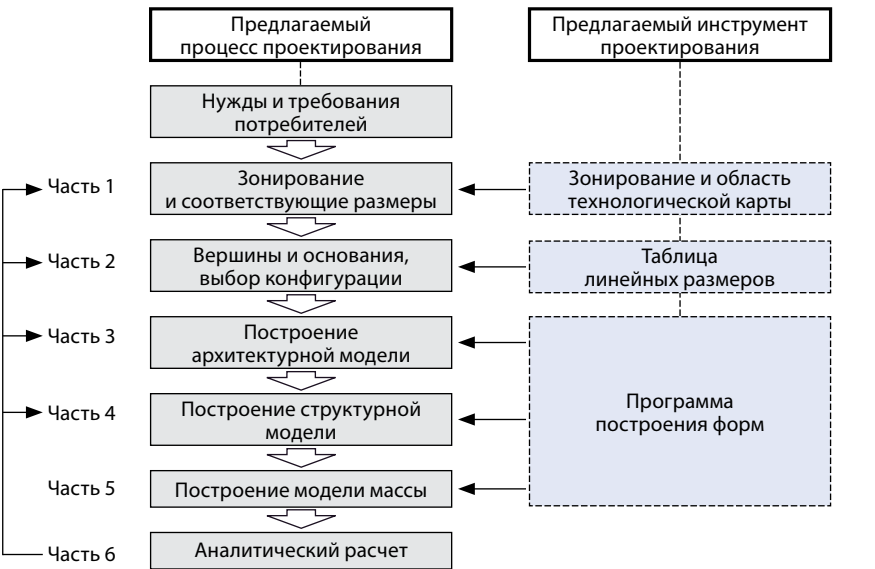 Предлагаемый
процесс проектирования
Предлагаемый инструмент
проектирования
Нужды и требования
потребителей
Часть 1
Зонирование
и соответствующие размеры
Зонирование и область
технологической карты
Часть 2
Вершины и основания,
выбор конфигурации
Таблица
линейных размеров
Часть 3
Построение
архитектурной модели
Часть 4
Построение структурной
модели
Программа
построения форм
Часть 5
Построение модели массы
Часть 6
Аналитический расчет